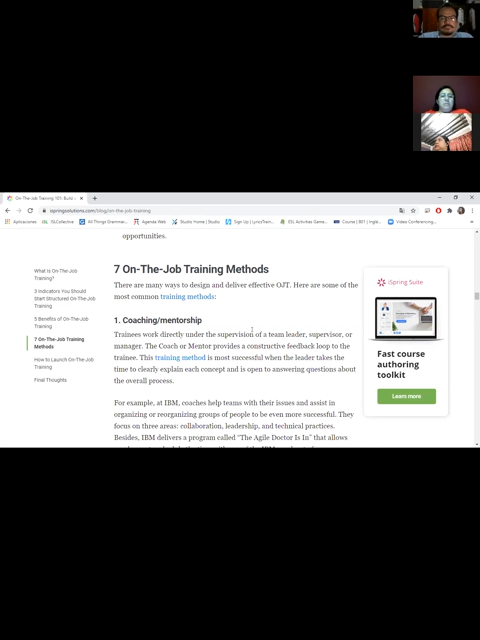 On-The-Job Training 101: Build
ispringsolutions.com/blog/on-the-job-training
Aplicaciones ISLCollective All Things Grammar... Agenda Web Studio Home | Studio Sign Up | LyricsTrain... ESL Activities Game... Course | 901 | Ingle... Video Conferencing...
opportunities.
7 On-The-Job Training Methods
There are many ways to design and deliver effective OJT. Here are some of the
most common training methods:
1. Coaching/mentorship
Trainees work directly under the supervision of a team leader, supervisor, or
manager. The Coach or Mentor provides a constructive feedback loop to the
trainee. This training method is most successful when the leader takes the
time to clearly explain each concept and is open to answering questions about
the overall process.
For example, at IBM, coaches help teams with their issues and assist in
organizing or reorganizing groups of people to be even more successful. They
focus on three areas: collaboration, leadership, and technical practices.
Besides, IBM delivers a program called “The Agile Doctor Is In” that allows
What Is On-The-Job
Training?
3 Indicators You Should
Start Structured On-The-Job
Training
5 Benefits of On-The-Job
Training
7 On-The-Job Training
Methods
How to Launch On-The-Job
Training
Final Thoughts
iSpring Suite
Fast course
authoring
toolkit
Learn more